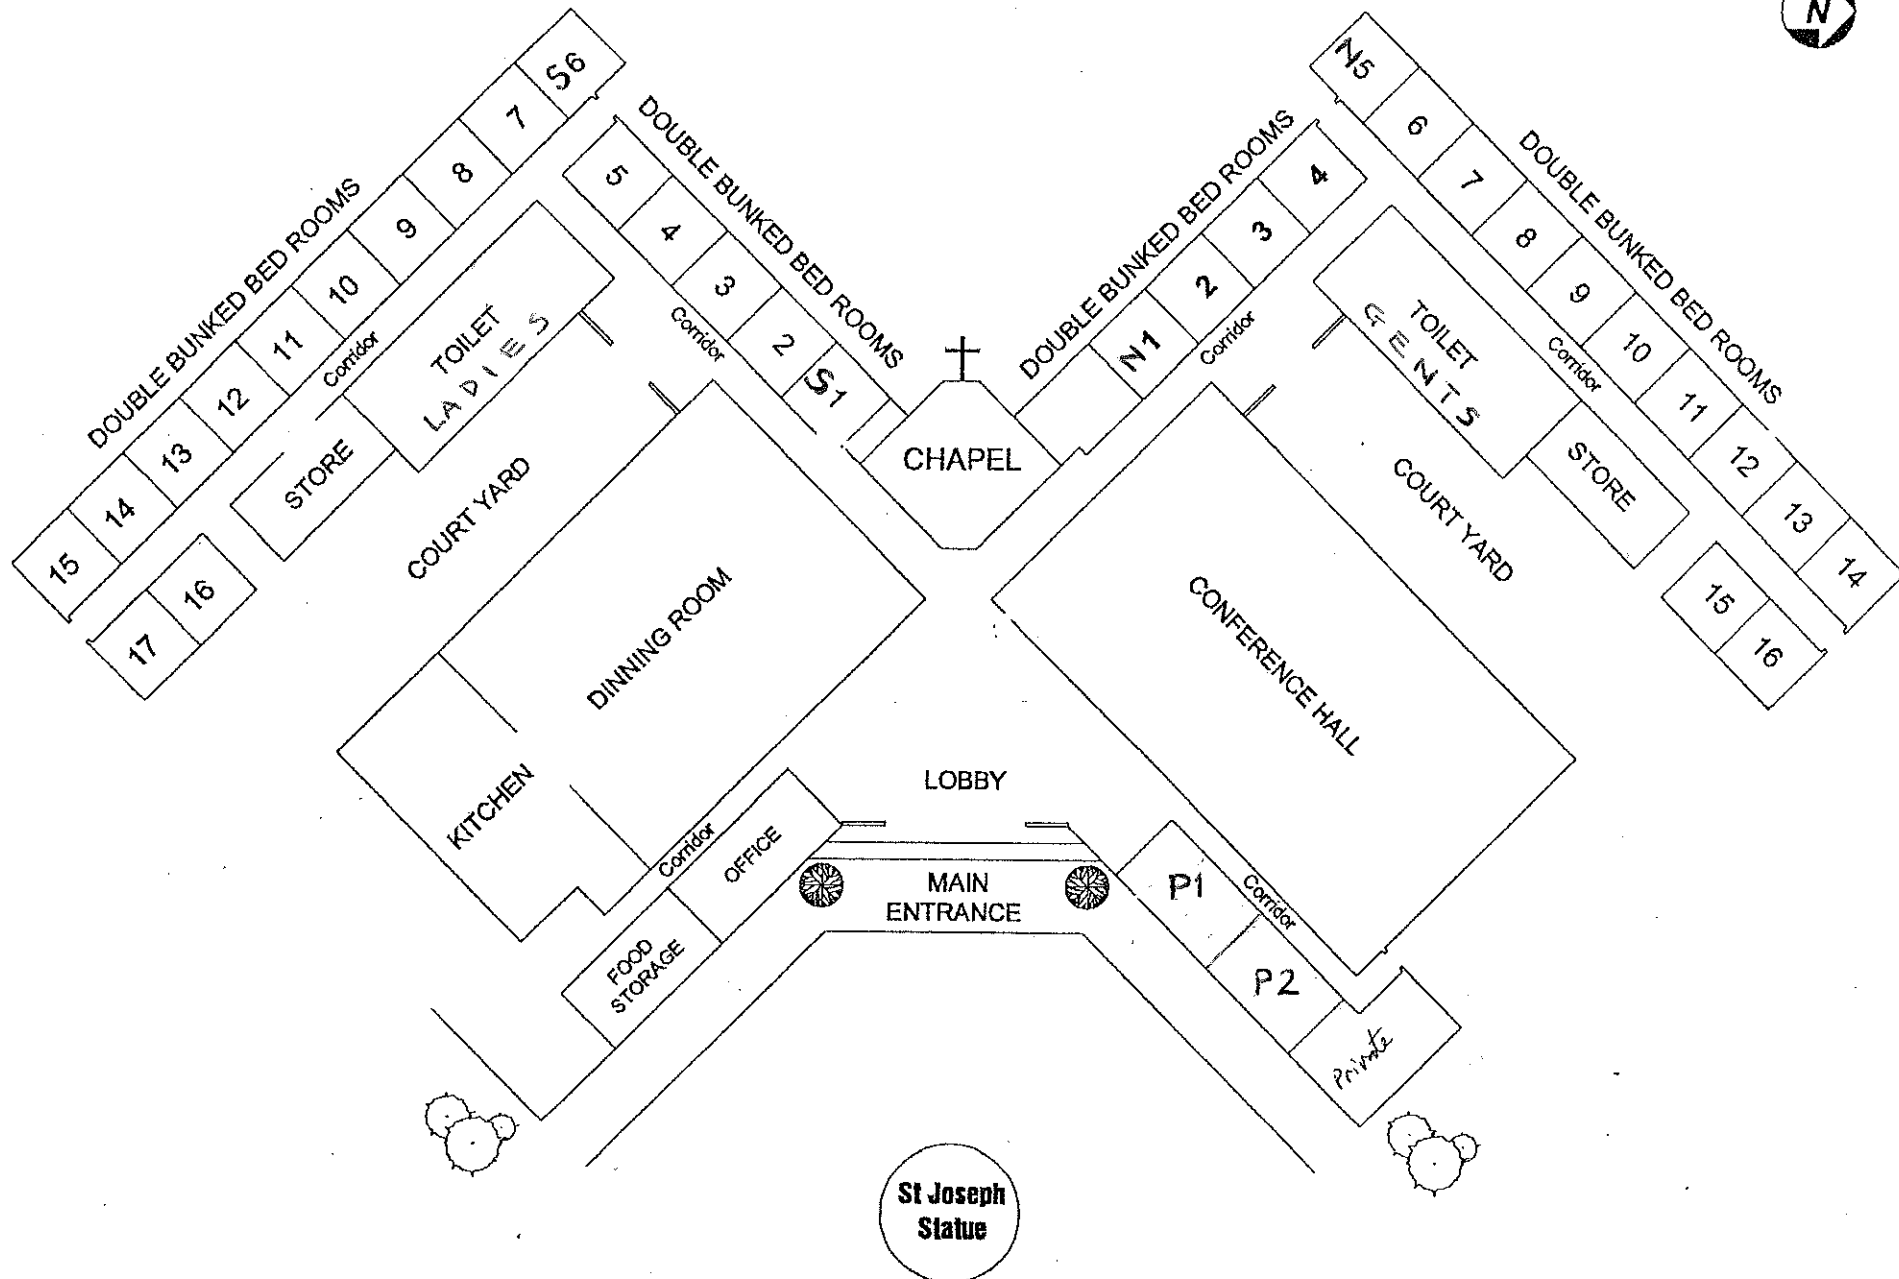 N
S6
7
8
9
10
11
12
13
14
15
16
17
DOUBLE BUNKED BED ROOMS
Corridor
TOILET
LADIES
STORE
COURT YARD
DOUBLE BUNKED BED ROOMS
5
4
3
2
S1
Corridor
CHAPEL
DOUBLE BUNKED BED ROOMS
N1
2
3
4
Corridor
N5
6
7
8
9
10
11
12
13
14
15
16
DOUBLE BUNKED BED ROOMS
Corridor
TOILET
GENTS
STORE
COURT YARD
DINNING ROOM
KITCHEN
CONFERENCE HALL
LOBBY
Corridor
OFFICE
FOOD
STORAGE
MAIN
ENTRANCE
P1
Corridor
P2
Private
St Joseph
Statue